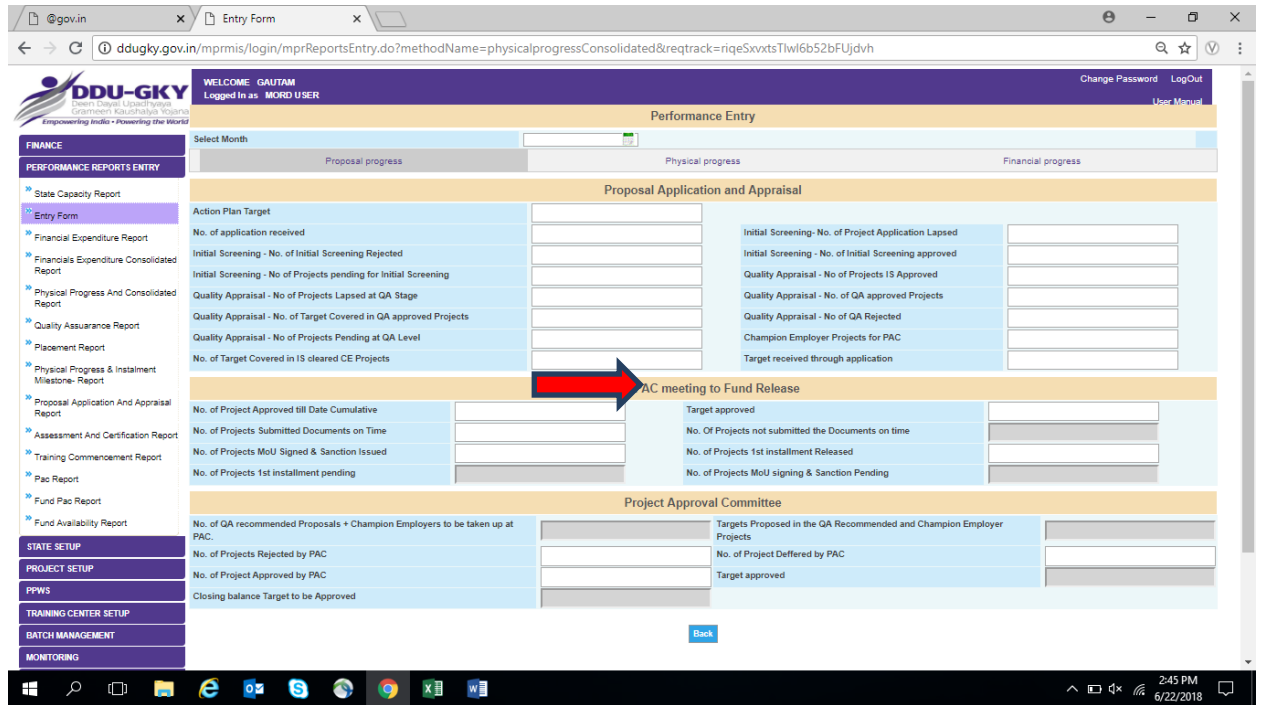 @gov.in
Entry Form
ddugky.gov.in/mprmis/login/mprReportsEntry.do?methodName=physicalprogressConsolidated&reqtrack=riqeSxvxtsTlwl6b52bFUjdvh
DDU-GKY
Deen Dayal Upadhyaya
Grameen Kaushalya Yojana
Empowering India • Powering the World
WELCOME GAUTAM
Logged In as MORD USER
Change Password LogOut
User Manual
FINANCE
PERFORMANCE REPORTS ENTRY
State Capacity Report
Entry Form
Financial Expenditure Report
Financials Expenditure Consolidated
Report
Physical Progress And Consolidated
Report
Quality Assuarance Report
Placement Report
Physical Progress & Instalment
Milestone- Report
Proposal Application And Appraisal
Report
Assessment And Certification Report
Training Commencement Report
Pac Report
Fund Pac Report
Fund Availability Report
STATE SETUP
PROJECT SETUP
PPWS
TRAINING CENTER SETUP
BATCH MANAGEMENT
MONITORING
Performance Entry
Select Month
Proposal progress Physical progress Financial progress
Proposal Application and Appraisal
Action Plan Target
No. of application received Initial Screening- No. of Project Application Lapsed
Initial Screening - No. of Initial Screening Rejected Initial Screening - No. of Initial Screening approved
Initial Screening - No of Projects pending for Initial Screening Quality Appraisal - No of Projects IS Approved
Quality Appraisal - No of Projects Lapsed at QA Stage Quality Appraisal - No. of QA approved Projects
Quality Appraisal - No. of Target Covered in QA approved Projects Quality Appraisal - No of QA Rejected
Quality Appraisal - No of Projects Pending at QA Level Champion Employer Projects for PAC
No. of Target Covered in IS cleared CE Projects Target received through application
AC meeting to Fund Release
No. of Project Approved till Date Cumulative Target approved
No. of Projects Submitted Documents on Time No. Of Projects not submitted the Documents on time
No. of Projects MoU Signed & Sanction Issued No. of Projects 1st installment Released
No. of Projects 1st installment pending No. of Projects MoU signing & Sanction Pending
Project Approval Committee
No. of QA recommended Proposals + Champion Employers to be taken up at Targets Proposed in the QA Recommended and Champion Employer
PAC. Projects
No. of Projects Rejected by PAC No. of Project Deffered by PAC
No. of Project Approved by PAC Target approved
Closing balance Target to be Approved
Back
2:45 PM
6/22/2018